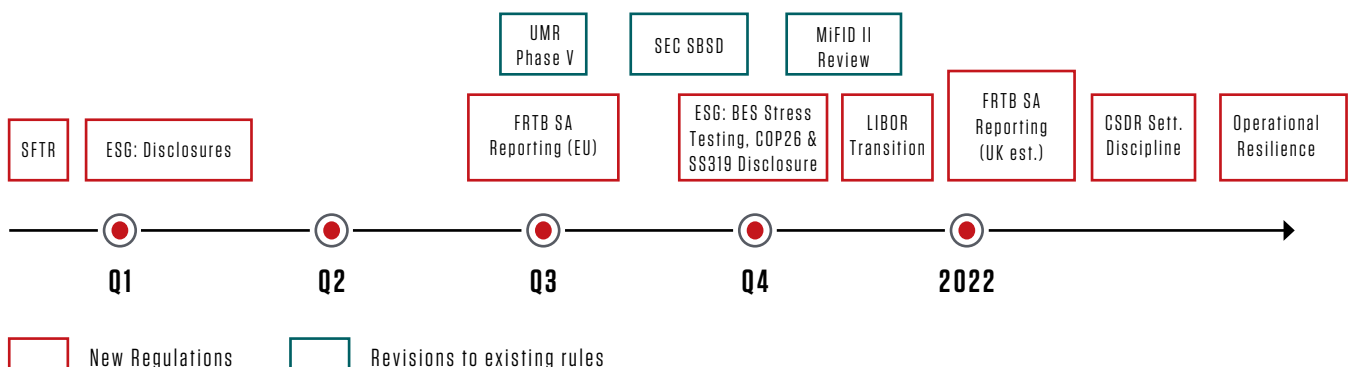 UMR
Phase V
SEC SBSD
MiFID II
Review
SFTR
ESG: Disclosures
FRTB SA
Reporting (EU)
ESG: BES Stress
Testing, COP26 &
SS319 Disclosure
LIBOR
Transition
FRTB SA
Reporting
(UK est.)
CSDR Sett.
Discipline
Operational
Resilience
Q1
Q2
Q3
Q4
2022
New Regulations
Revisions to existing rules